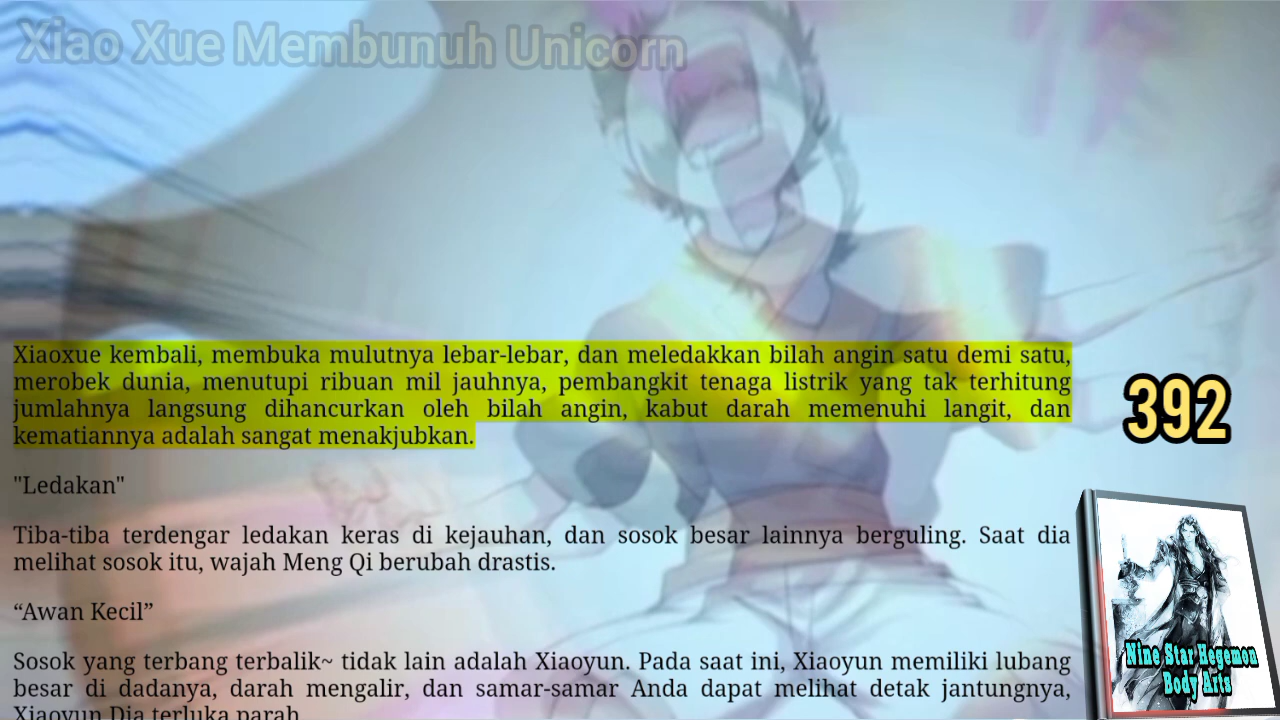 Xiao Xue Membunuh Unicorn
Xiaoxue kembali, membuka mulutnya lebar-lebar, dan meledakkan bilah angin satu demi satu,
merobek dunia, menutupi ribuan mil jauhnya, pembangkit tenaga listrik yang tak terhitung
jumlahnya langsung dihancurkan oleh bilah angin, kabut darah memenuhi langit, dan
kematiannya adalah sangat menakjubkan.
"Ledakan"
Tiba-tiba terdengar ledakan keras di kejauhan, dan sosok besar lainnya berguling. Saat dia
melihat sosok itu, wajah Meng Qi berubah drastis.
“Awan Kecil”
Sosok yang terbang terbalik~ tidak lain adalah Xiaoyun. Pada saat ini, Xiaoyun memiliki lubang
besar di dadanya, darah mengalir, dan samar-samar Anda dapat melihat detak jantungnya,
Xiaoyun Dia terluka parah
392
Nine Star Hegemon
Body Arts